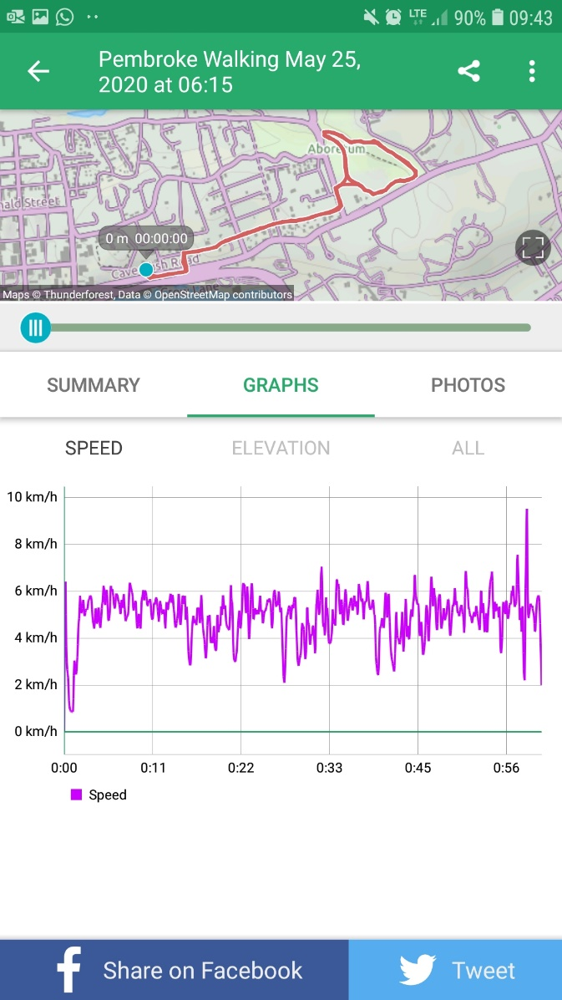 LTE 90% 09:43
Pembroke Walking May 25,
2020 at 06:15
Aboretum
nald Street
0 m 00:00:00
Cavendish Road
Maps © Thunderforest, Data © OpenStreetMap contributors
SUMMARY GRAPHS PHOTOS
SPEED ELEVATION ALL
10 km/h
8 km/h
6 km/h
4 km/h
2 km/h
0 km/h
0:00 0:11 0:22 0:33 0:45 0:56
Speed
Share on Facebook Tweet